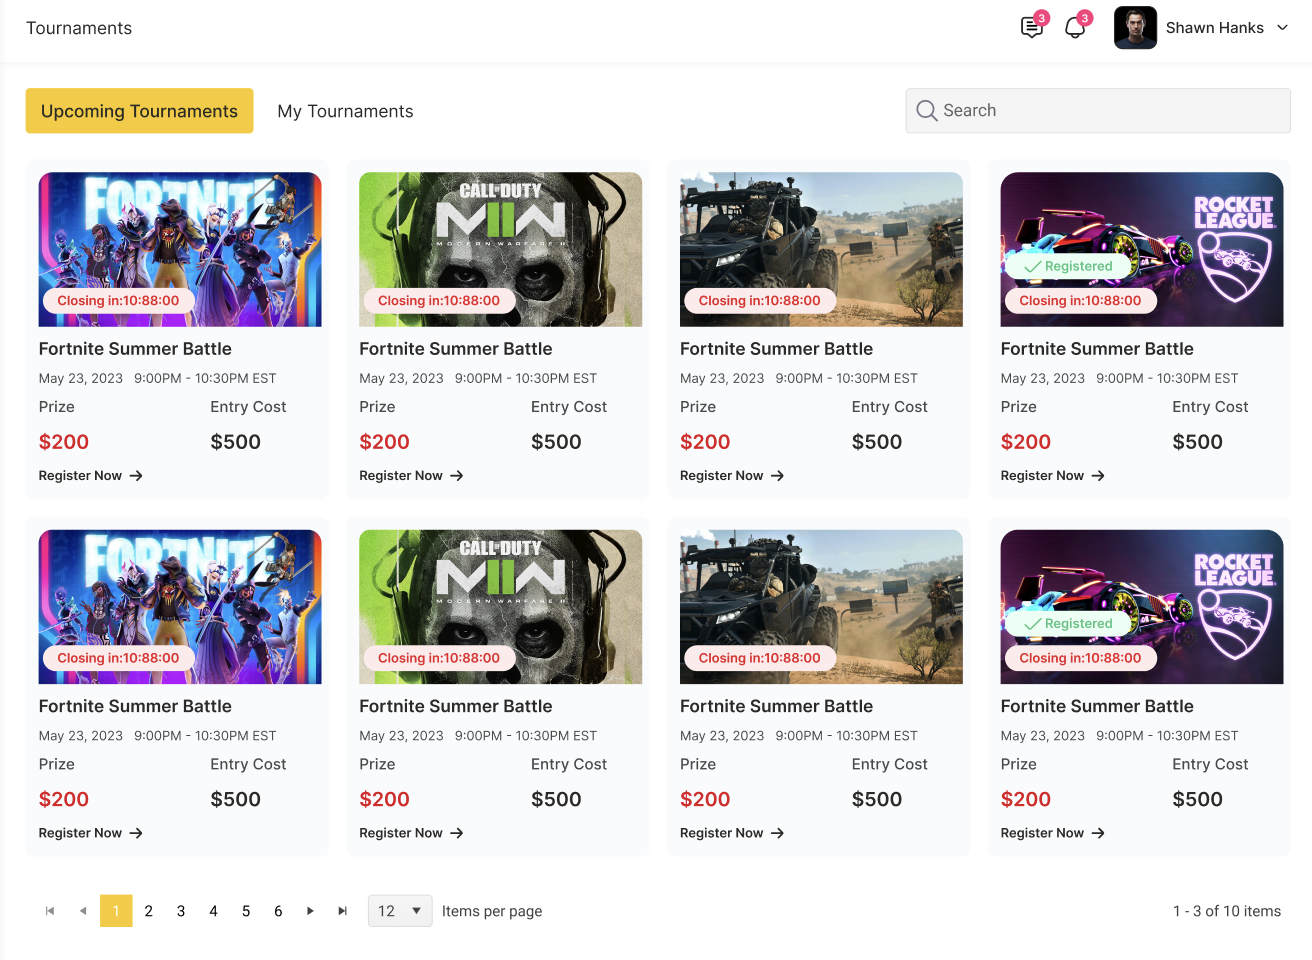 Tournaments
3
3
Shawn Hanks
Upcoming Tournaments
My Tournaments
Search
FORTNITE
Closing in:10:88:00
Fortnite Summer Battle
May 23, 2023 9:00PM - 10:30PM EST
Prize Entry Cost
$200 $500
Register Now
CALL OF DUTY
MWII
MODERN WARFARE II
Closing in:10:88:00
Fortnite Summer Battle
May 23, 2023 9:00PM - 10:30PM EST
Prize Entry Cost
$200 $500
Register Now
Closing in:10:88:00
Fortnite Summer Battle
May 23, 2023 9:00PM - 10:30PM EST
Prize Entry Cost
$200 $500
Register Now
ROCKET
LEAGUE
Registered
Closing in:10:88:00
Fortnite Summer Battle
May 23, 2023 9:00PM - 10:30PM EST
Prize Entry Cost
$200 $500
Register Now
FORTNITE
Closing in:10:88:00
Fortnite Summer Battle
May 23, 2023 9:00PM - 10:30PM EST
Prize Entry Cost
$200 $500
Register Now
CALL OF DUTY
MWII
MODERN WARFARE II
Closing in:10:88:00
Fortnite Summer Battle
May 23, 2023 9:00PM - 10:30PM EST
Prize Entry Cost
$200 $500
Register Now
Closing in:10:88:00
Fortnite Summer Battle
May 23, 2023 9:00PM - 10:30PM EST
Prize Entry Cost
$200 $500
Register Now
ROCKET
LEAGUE
Registered
Closing in:10:88:00
Fortnite Summer Battle
May 23, 2023 9:00PM - 10:30PM EST
Prize Entry Cost
$200 $500
Register Now
1 2 3 4 5 6 12 Items per page 1 - 3 of 10 items